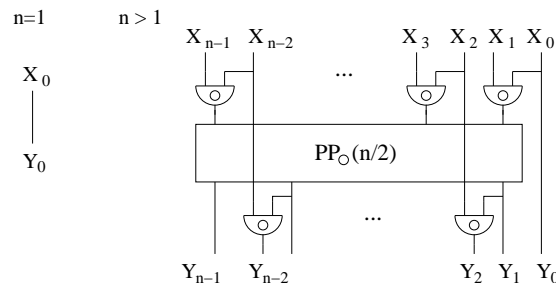 n=1 n > 1
Xn−1 Xn−2 ... X3 X2 X1 X0
X0
PP○(n/2)
Y0
...
Yn−1 Yn−2 Y2 Y1 Y0